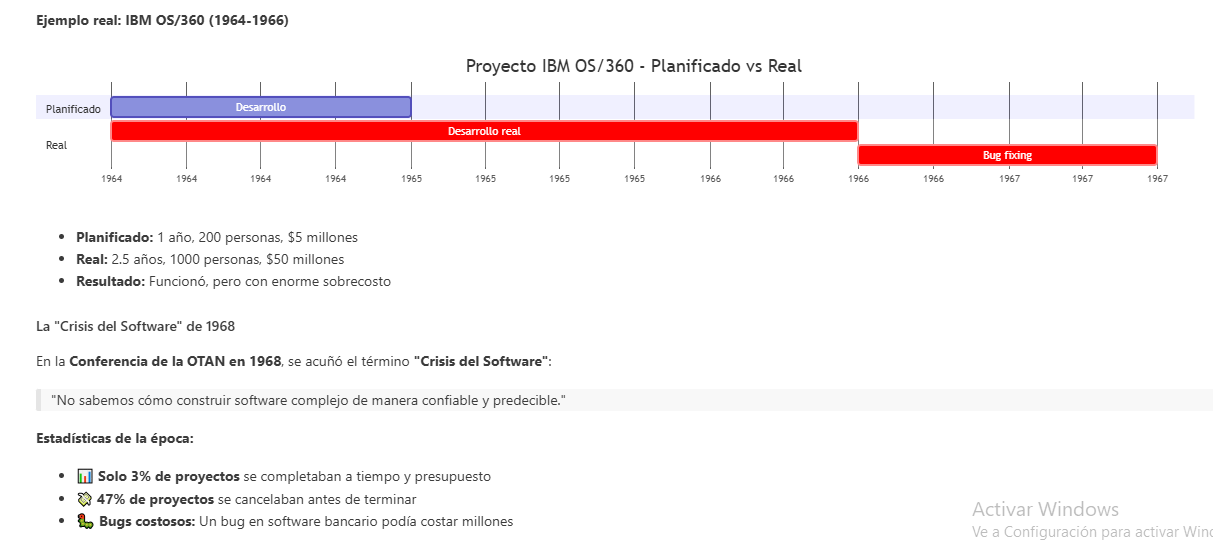 Ejemplo real: IBM OS/360 (1964-1966)
Proyecto IBM OS/360 - Planificado vs Real
Planificado
Desarrollo
Real
Desarrollo real
Bug fixing
1964 1964 1964 1964 1965 1965 1965 1965 1966 1966 1966 1966 1967 1967 1967
• Planificado: 1 año, 200 personas, $5 millones
• Real: 2.5 años, 1000 personas, $50 millones
• Resultado: Funcionó, pero con enorme sobrecosto
La "Crisis del Software" de 1968
En la Conferencia de la OTAN en 1968, se acuñó el término "Crisis del Software":
"No sabemos cómo construir software complejo de manera confiable y predecible."
Estadísticas de la época:
• 📊 Solo 3% de proyectos se completaban a tiempo y presupuesto
• 💸 47% de proyectos se cancelaban antes de terminar
• 🐛 Bugs costosos: Un bug en software bancario podía costar millones
Activar Windows
Ve a Configuración para activar Winc